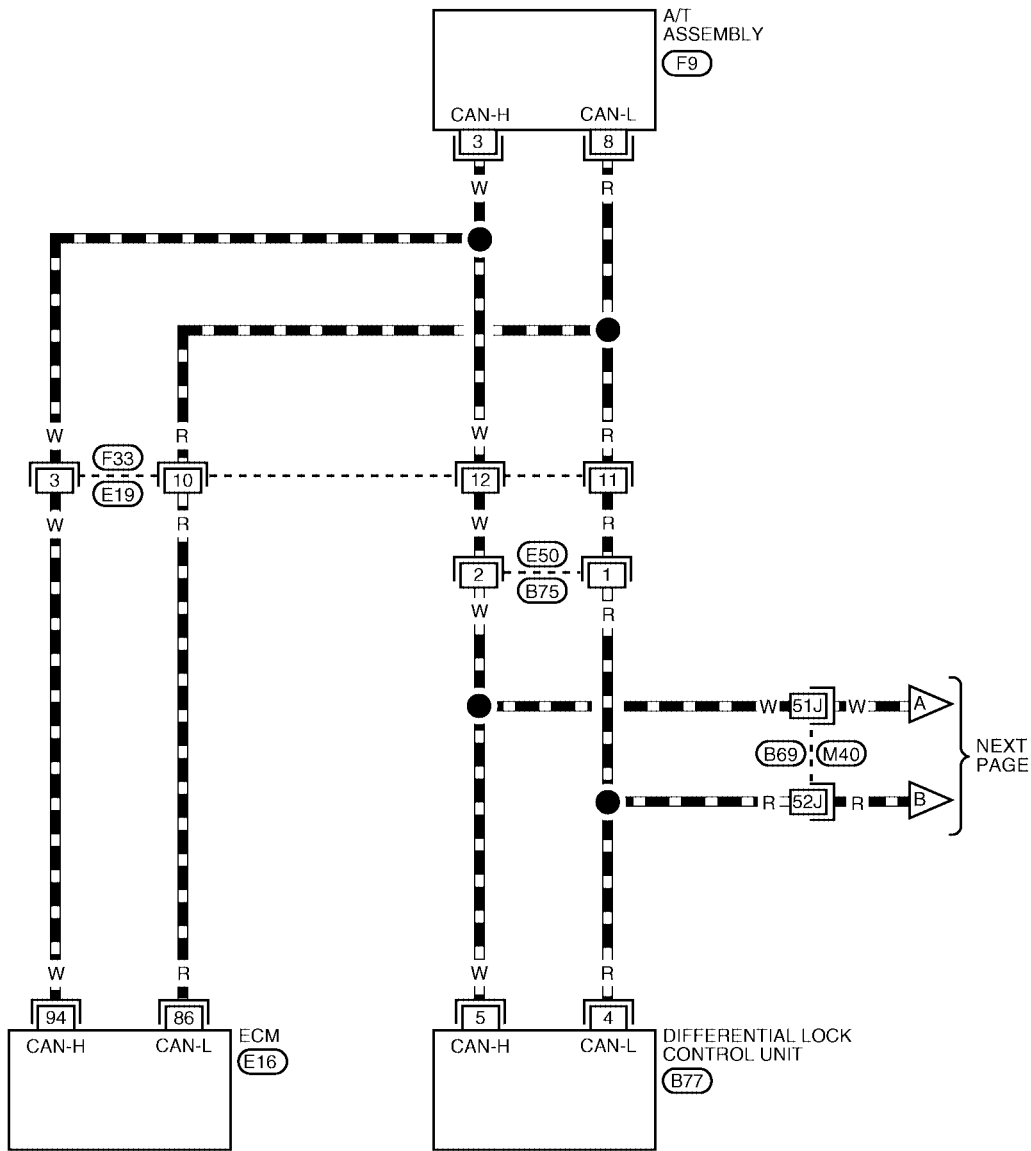 A/T
ASSEMBLY
F9
CAN-H CAN-L
3 8
W R
W R W R
F33
3 10 12 11
E19
W R W R
E50
2 1
B75
W R
W 51J W A
B69 M40
NEXT
PAGE
R 52J R B
W R W R
94 86 5 4
ECM
CAN-H CAN-L
E16
CAN-H CAN-L
DIFFERENTIAL LOCK
CONTROL UNIT
B77